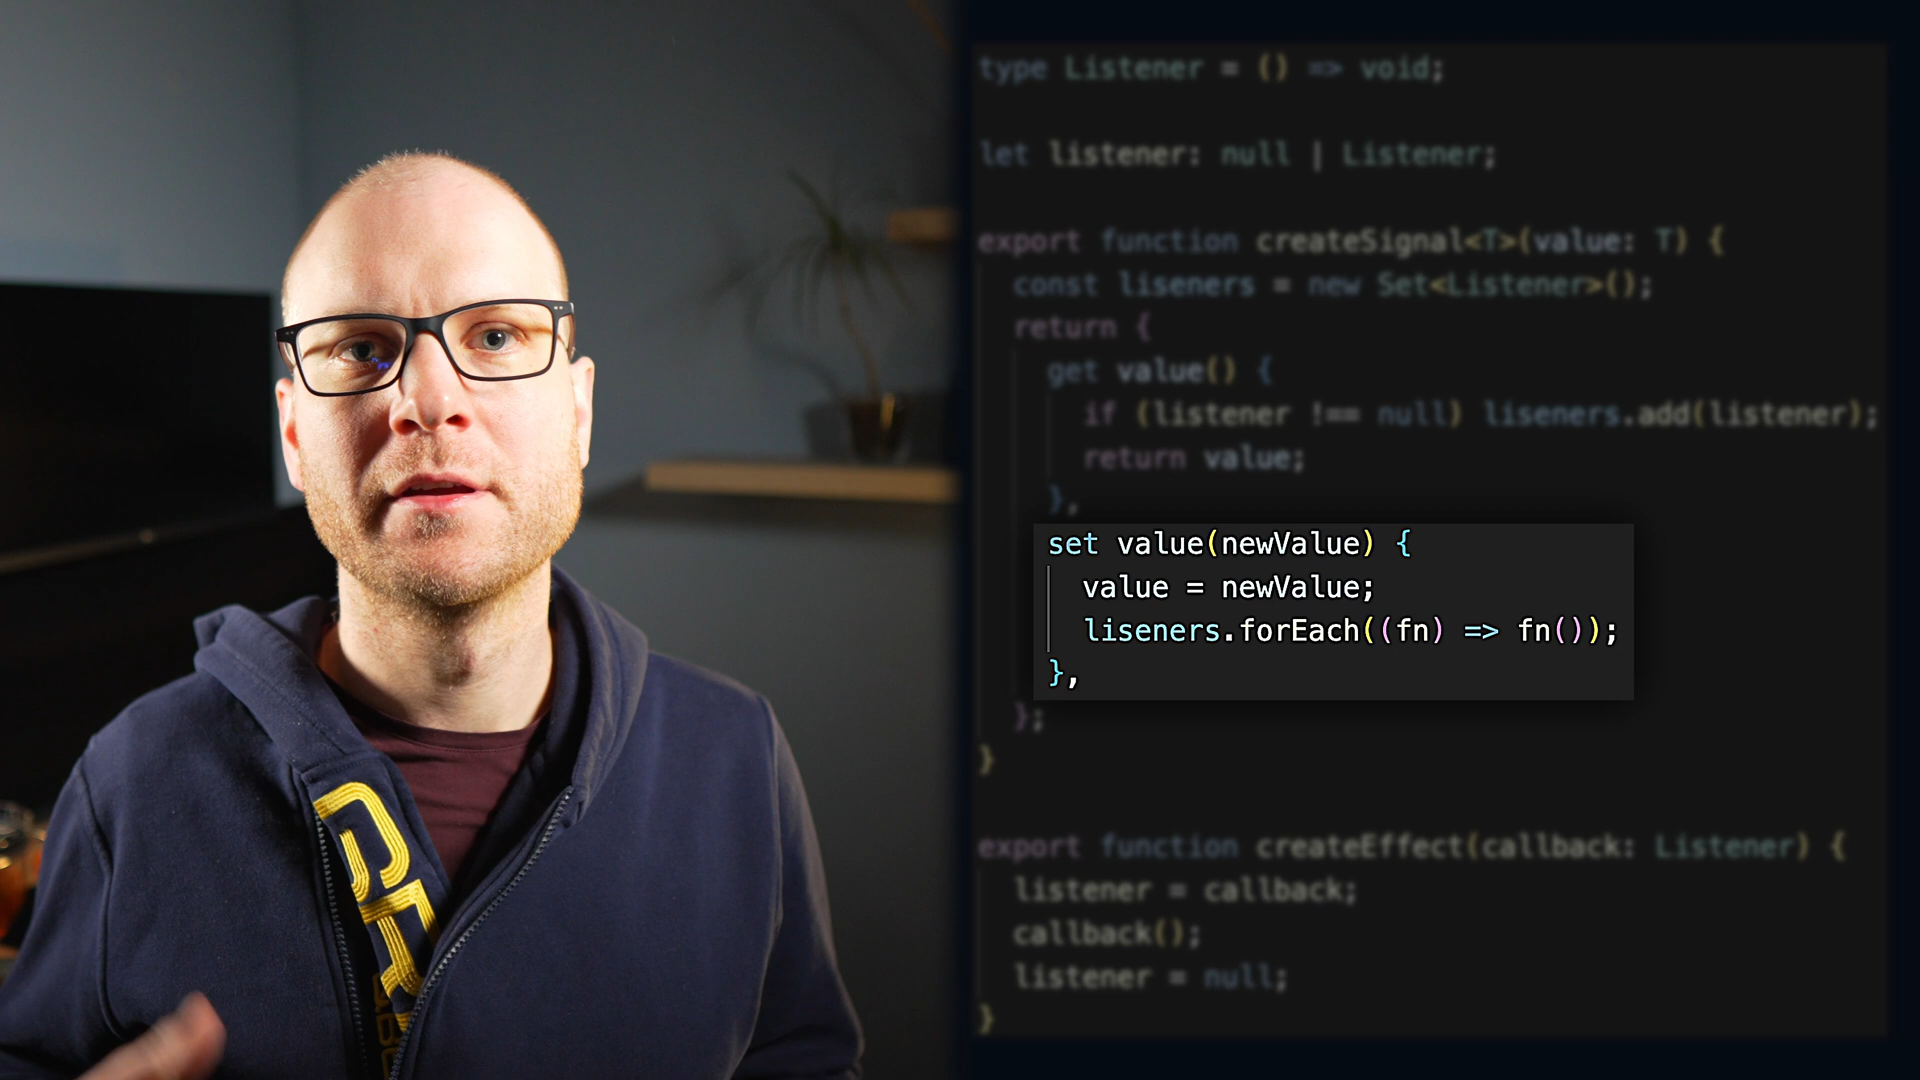 type Listener = () => void;
let listener: null | Listener;
export function createSignal<T>(value: T) {
const liseners = new Set<Listener>();
return {
get value() {
if (listener !== null) liseners.add(listener);
return value;
},
set value(newValue) {
value = newValue;
liseners.forEach((fn) => fn());
},
};
}
export function createEffect(callback: Listener) {
listener = callback;
callback();
listener = null;
}